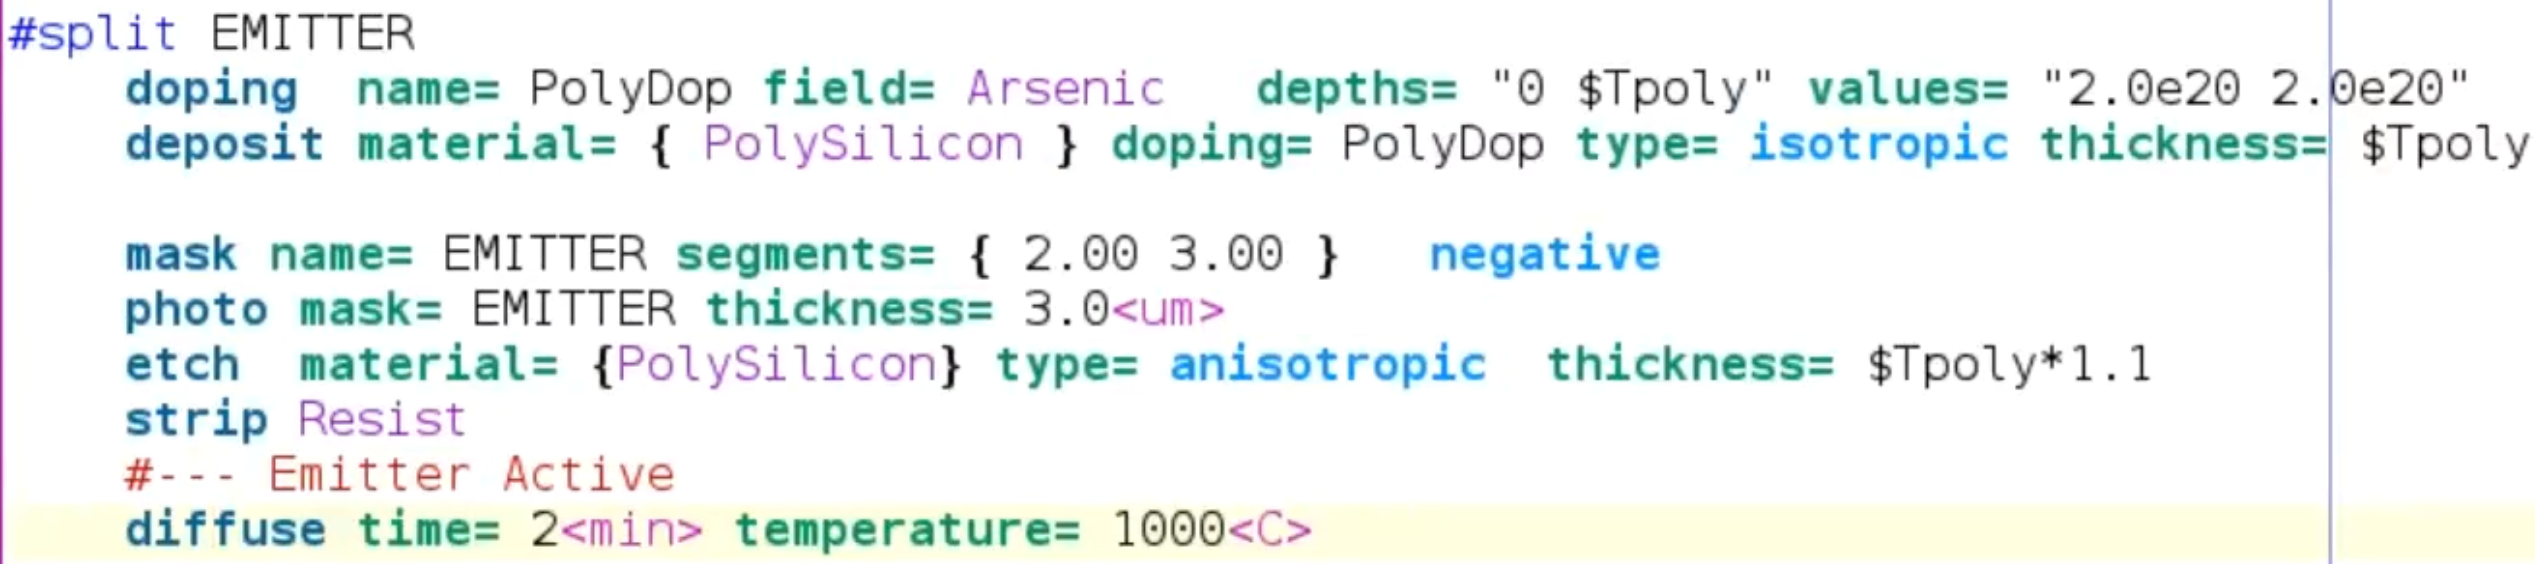 #split EMITTER
doping name= PolyDop field= Arsenic depths= "0 $Tpoly" values= "2.0e20 2.0e20"
deposit material= { PolySilicon } doping= PolyDop type= isotropic thickness= $Tpoly
mask name= EMITTER segments= { 2.00 3.00 } negative
photo mask= EMITTER thickness= 3.0<um>
etch material= {PolySilicon} type= anisotropic thickness= $Tpoly*1.1
strip Resist
#--- Emitter Active
diffuse time= 2<min> temperature= 1000<C>